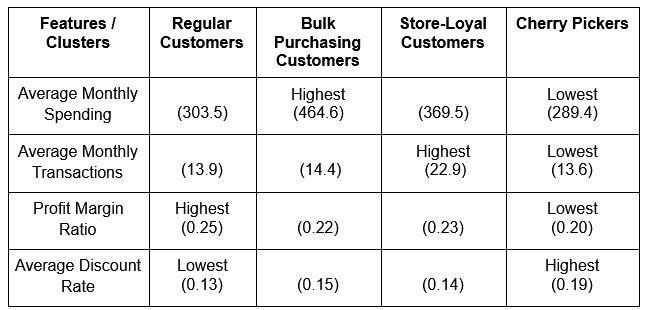 Features / Regular Bulk Store-Loyal Cherry Pickers
Clusters Customers Purchasing Customers
Customers
Average Monthly Highest Lowest
Spending (303.5) (464.6) (369.5) (289.4)
Average Monthly Highest Lowest
Transactions (13.9) (14.4) (22.9) (13.6)
Profit Margin Highest Lowest
Ratio (0.25) (0.22) (0.23) (0.20)
Average Discount Lowest Highest
Rate (0.13) (0.15) (0.14) (0.19)